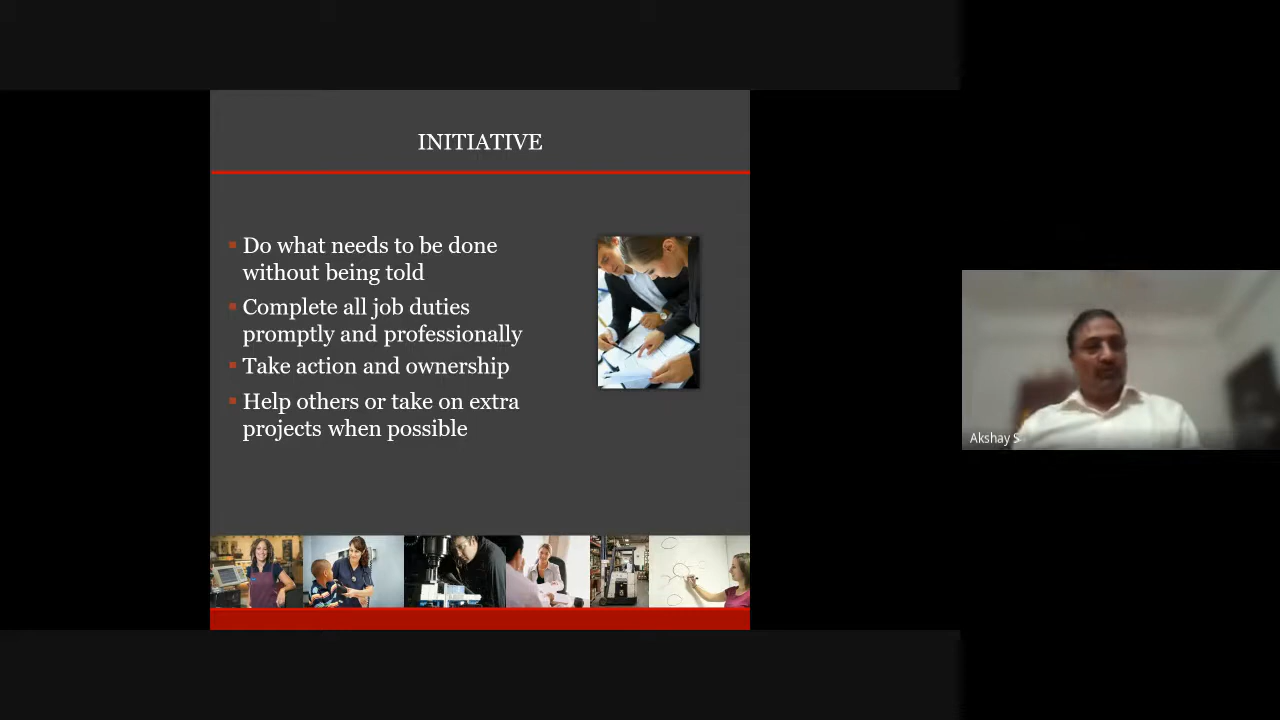 INITIATIVE
Do what needs to be done
without being told
Complete all job duties
promptly and professionally
Take action and ownership
Help others or take on extra
projects when possible
Akshay S